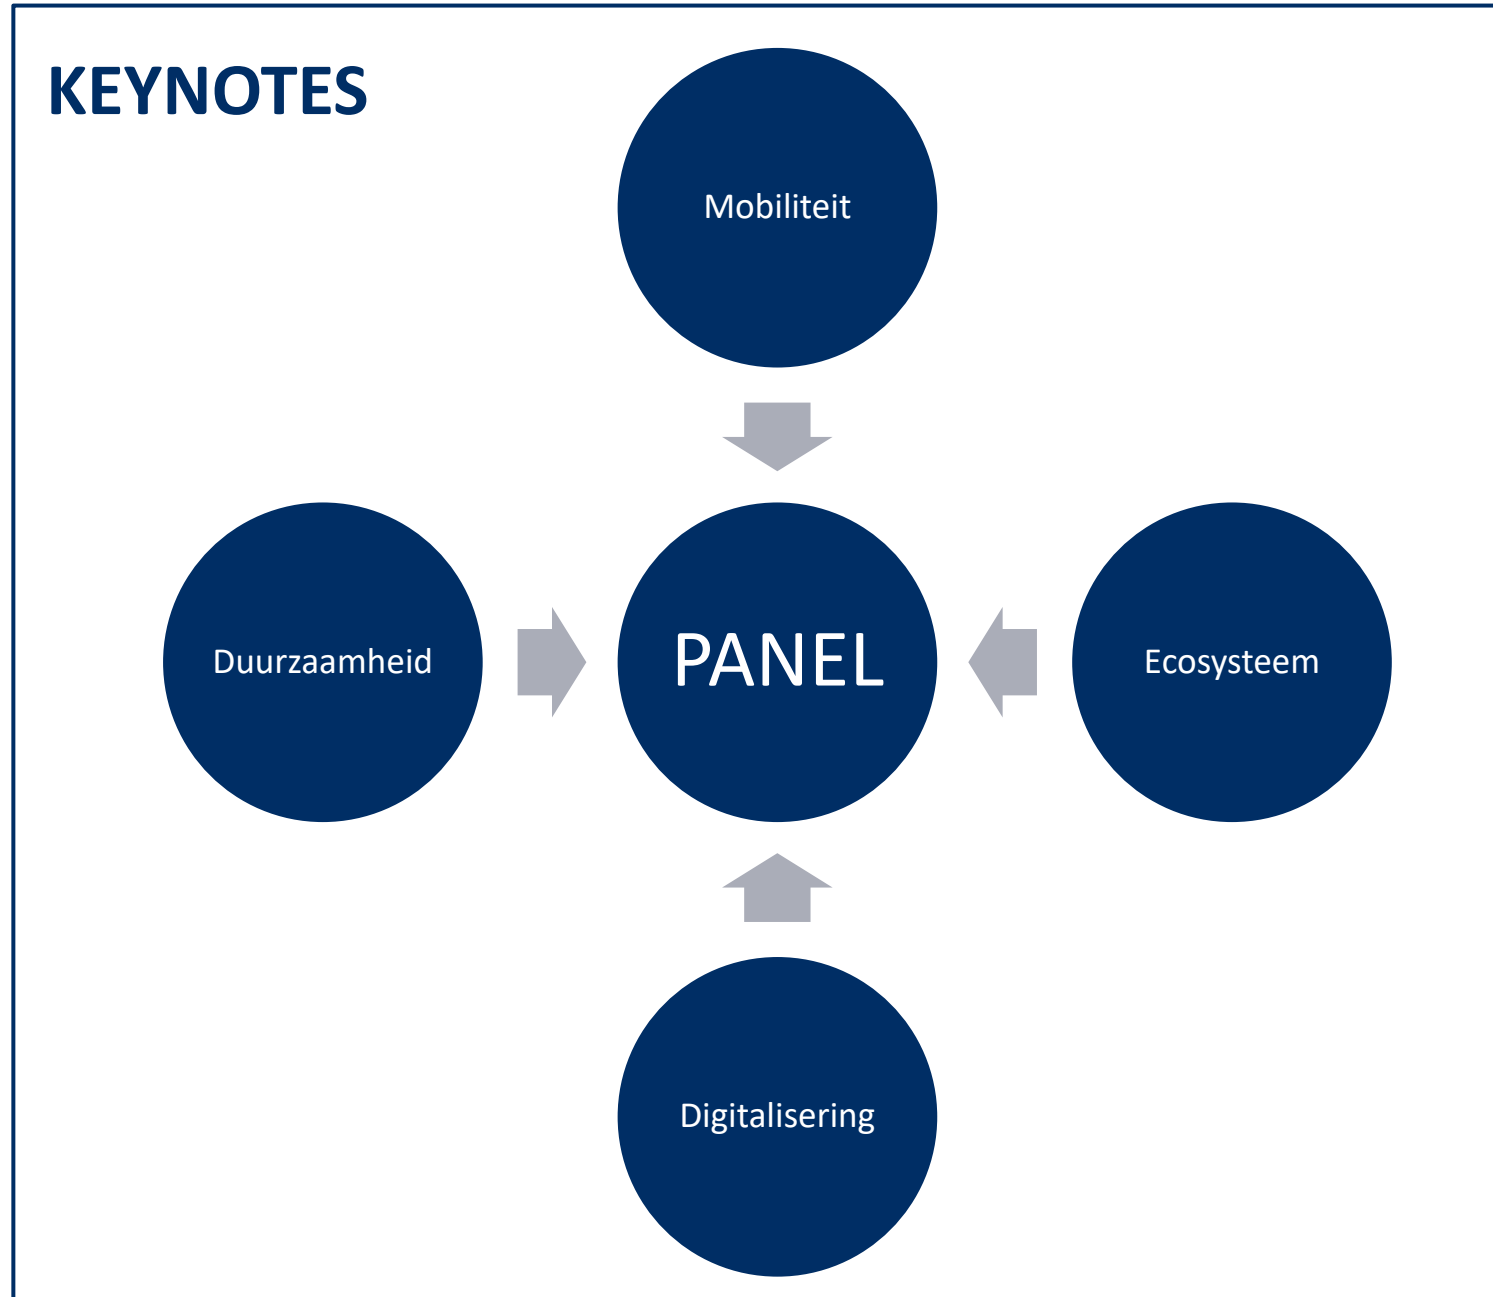 KEYNOTES
Mobiliteit
Duurzaamheid
PANEL
Ecosysteem
Digitalisering